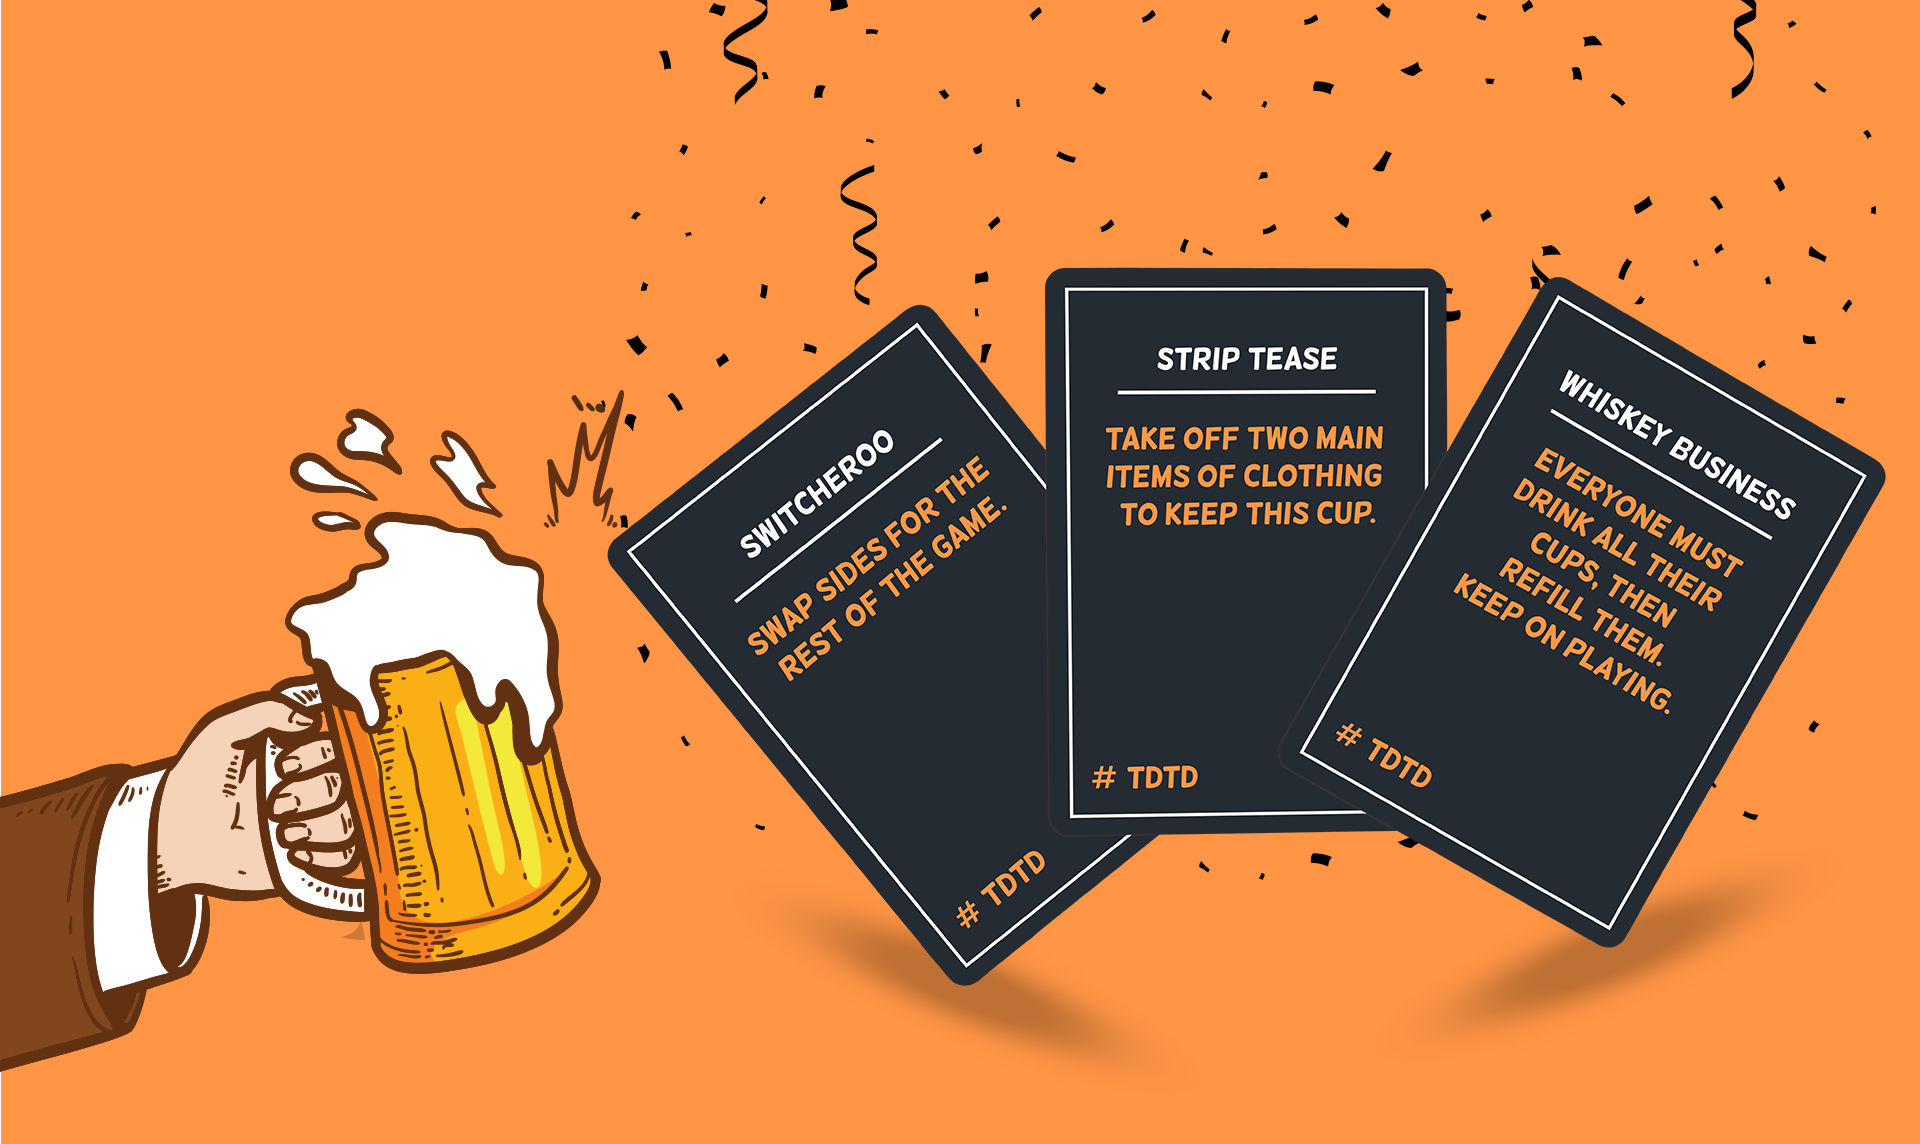 SWITCHEROO
SWAP SIDES FOR THE
REST OF THE GAME.
# TDTD
STRIP TEASE
TAKE OFF TWO MAIN
ITEMS OF CLOTHING
TO KEEP THIS CUP.
# TDTD
WHISKEY BUSINESS
EVERYONE MUST
DRINK ALL THEIR
CUPS, THEN
REFILL THEM.
KEEP ON PLAYING.
# TDTD